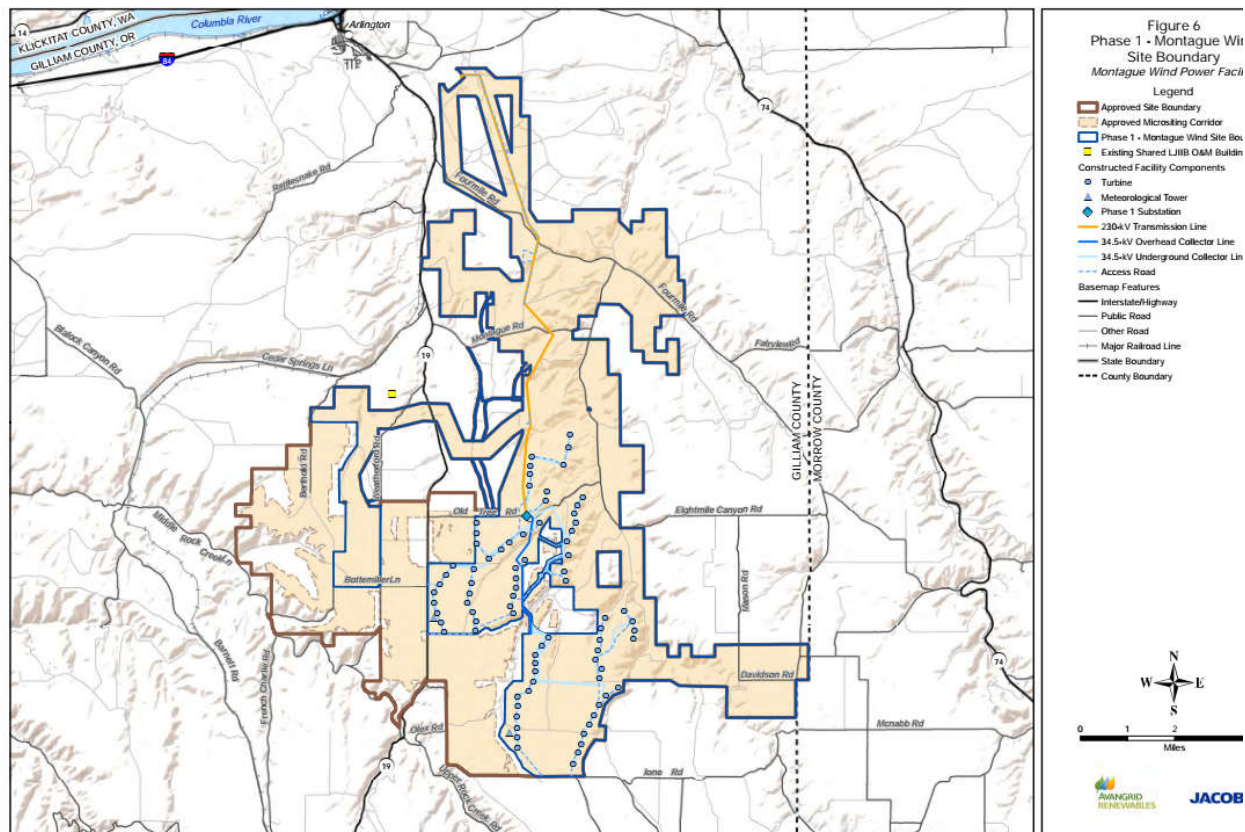 14
KLICKITAT COUNTY, WA
GILLIAM COUNTY, OR
Columbia River
Arlington
84
74
Rattlesnake Rd
Fourmile Rd
Fourmile Rd
Montague Rd
Blalock Canyon Rd
Cedar Springs Ln
19
Fairview Rd
GILLIAM COUNTY
MORROW COUNTY
Berthold Rd
Weatherford Rd
Old Tree Rd
Eightmile Canyon Rd
Middle Rock Creek Ln
Bottemiller Ln
Mason Rd
Barnett Rd
French Charlie Rd
74
Davidson Rd
Olex Rd
Mcnabb Rd
19
Upper Rock Creek Rd
Ione Rd
Figure 6
Phase 1 - Montague Win
Site Boundary
Montague Wind Power Facili
Legend
Approved Site Boundary
Approved Micrositing Corridor
Phase 1 - Montague Wind Site Bou
Existing Shared LJIIB O&M Building
Constructed Facility Components
Turbine
Meteorological Tower
Phase 1 Substation
230-kV Transmission Line
34.5-kV Overhead Collector Line
34.5-kV Underground Collector Line
Access Road
Basemap Features
Interstate/Highway
Public Road
Other Road
Major Railroad Line
State Boundary
County Boundary
N
W E
S
0 1 2
Miles
AVANGRID
RENEWABLES
JACOB